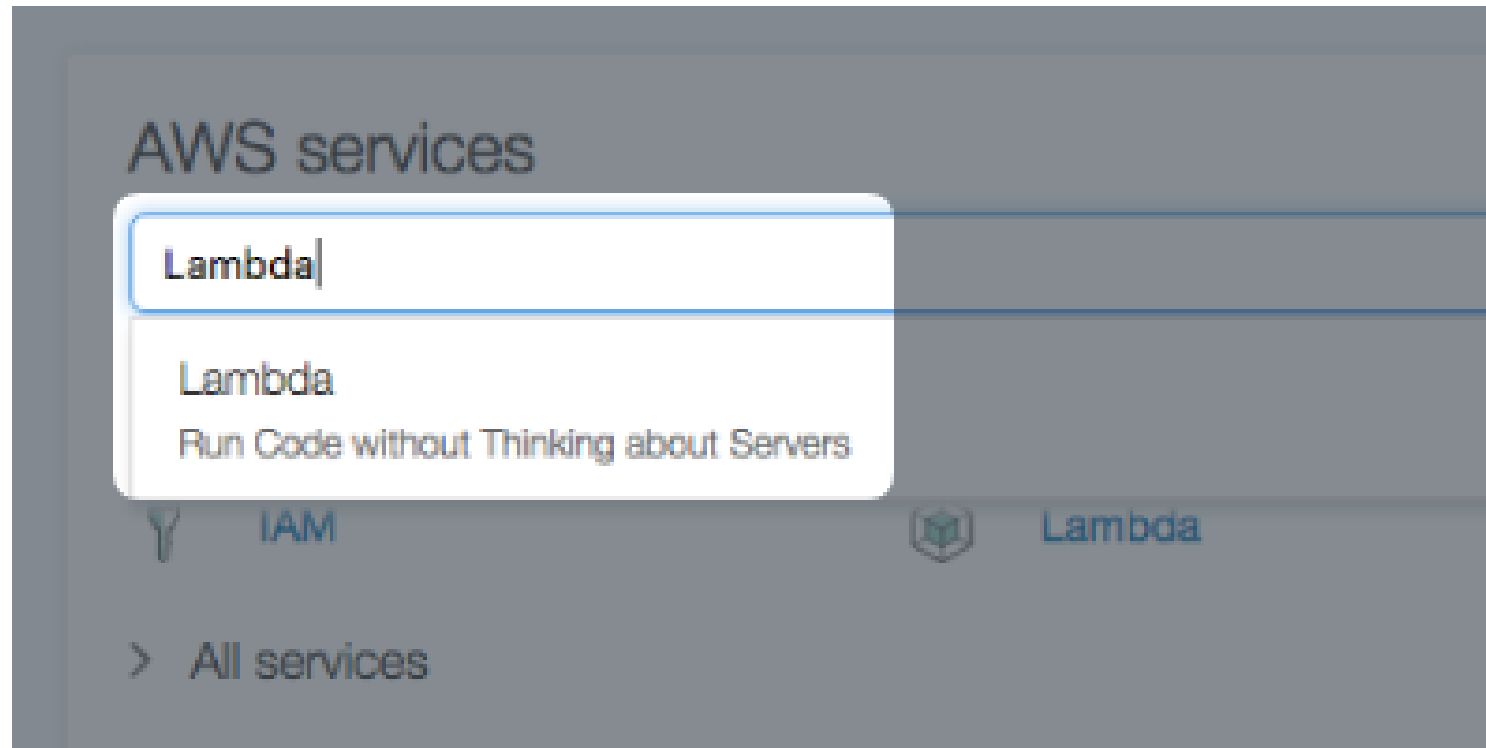 AWS services
Lambda
Lambda
Run Code without Thinking about Servers
IAM Lambda
> All services